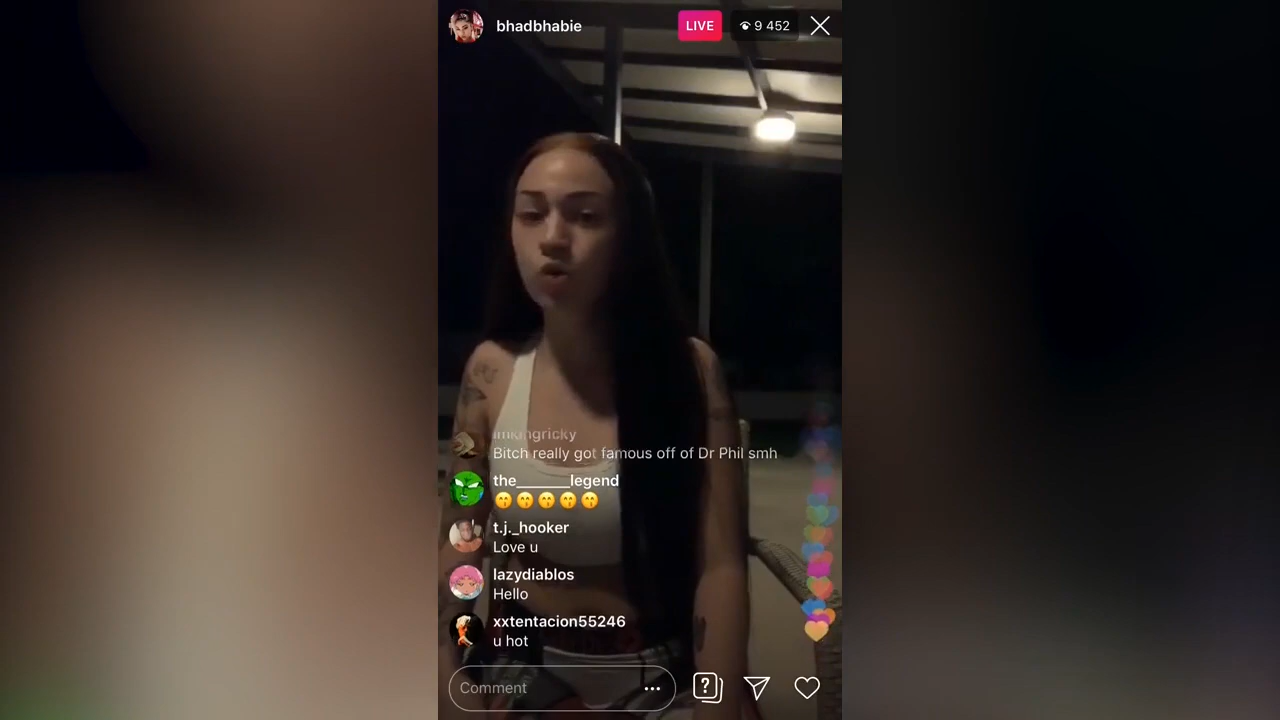 bhadbhabie
LIVE
9 452
imkingricky
Bitch really got famous off of Dr Phil smh
the_______legend
t.j._hooker
Love u
lazydiablos
Hello
xxtentacion55246
u hot
Comment